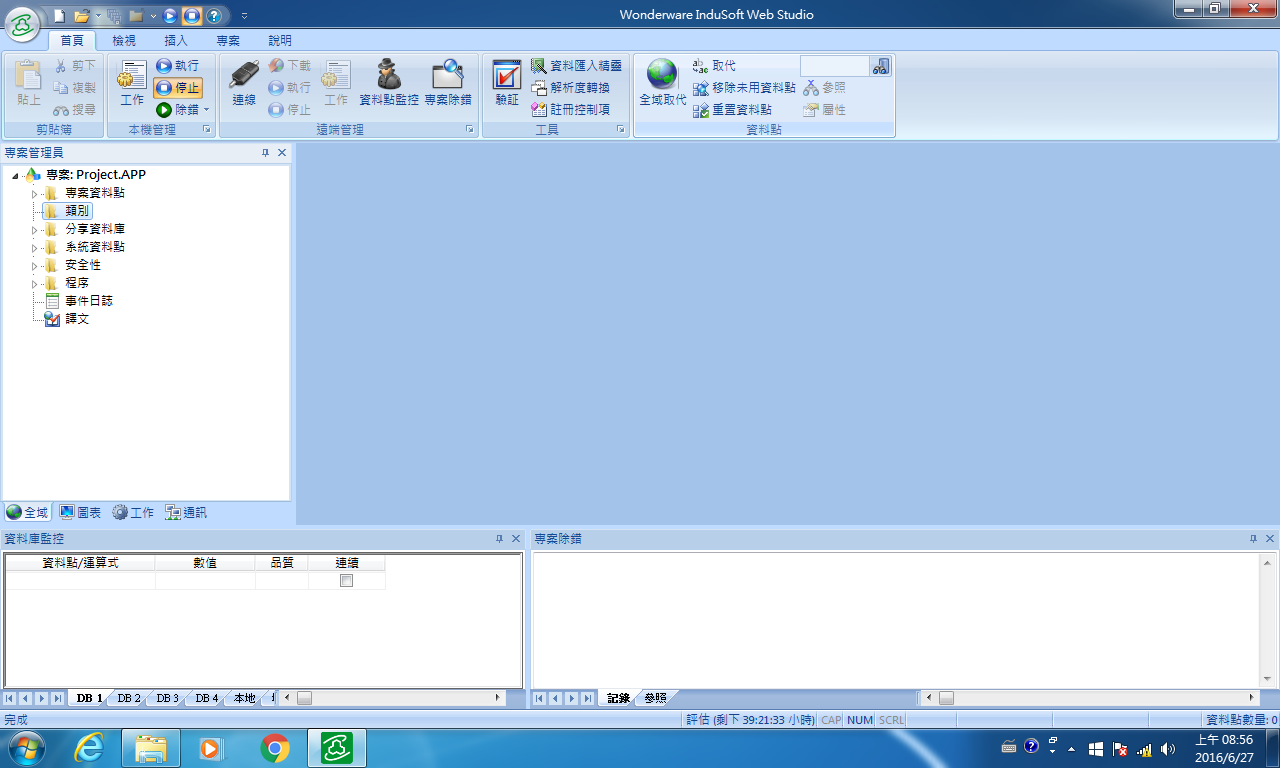 Wonderware InduSoft Web Studio
首頁 檢視 插入 專案 說明
貼上 剪下 複製 搜尋
剪貼簿
工作 執行 停止 除錯
本機管理
連線 下載 執行 停止 工作 資料點監控 專案除錯
遠端管理
驗証 資料匯入精靈 解析度轉換 註冊控制項
工具
全域取代 取代 移除未用資料點 重置資料點 參照 屬性
資料點
專案管理員
專案: Project.APP
專案資料點
類別
分享資料庫
系統資料點
安全性
程序
事件日誌
譯文
全域 圖表 工作 通訊
資料庫監控
資料點/運算式 數值 品質 連續
DB 1 DB 2 DB 3 DB 4 本地
專案除錯
記錄 參照
完成 評估 (剩下 39:21:33 小時) CAP NUM SCRL 資料點數量: 0
上午 08:56
2016/6/27